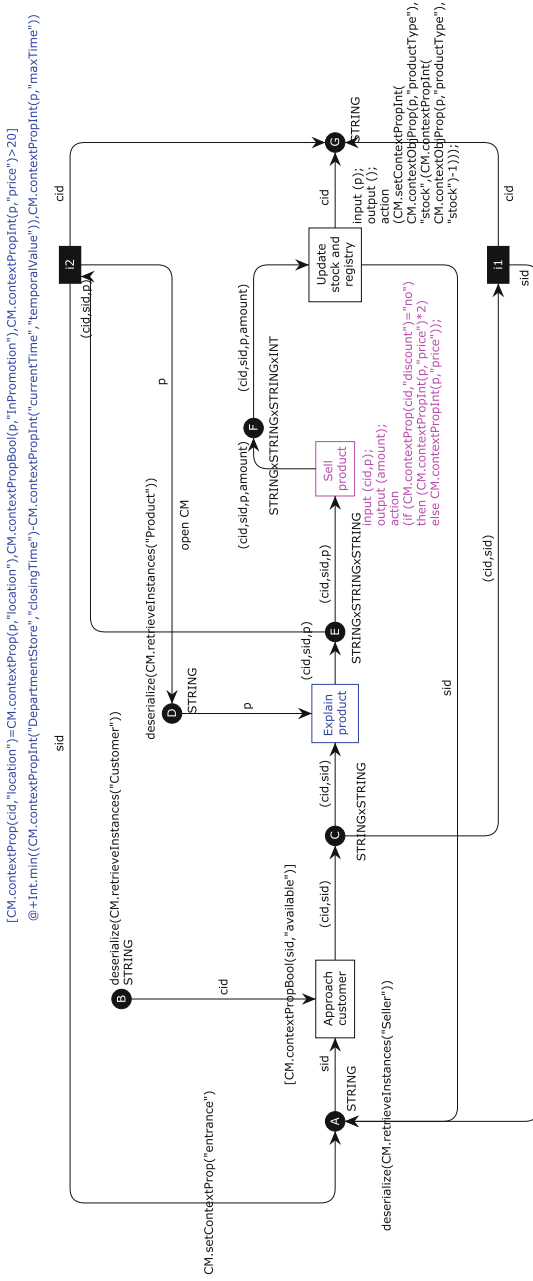 [CM.contextProp(cid,"location")=CM.contextProp(p,"location"),CM.contextPropBool(p,"InPromotion"),CM.contextPropInt(p,"price")>20]
@+Int.min((CM.contextPropInt("DepartmentStore","closingTime")-CM.contextPropInt("currentTime","temporalValue")),CM.contextPropInt(p,"maxTime"))
sid
cid
i2
(cid,sid,p)
p
open CM
deserialize(CM.retrieveInstances("Product"))
D
STRING
p
B
deserialize(CM.retrieveInstances("Customer"))
STRING
cid
CM.setContextProp("entrance")
A
STRING
deserialize(CM.retrieveInstances("Seller"))
sid
[CM.contextPropBool(sid,"available")]
Approach
customer
(cid,sid)
C
STRINGxSTRING
(cid,sid)
Explain
product
(cid,sid,p)
E
STRINGxSTRINGxSTRING
(cid,sid,p)
Sell
product
input (cid,p);
output (amount);
action
(if (CM.contextProp(cid,"discount")="no")
then (CM.contextPropInt(p,"price")*2)
else CM.contextPropInt(p,"price"));
(cid,sid,p,amount)
F
STRINGxSTRINGxSTRINGxINT
(cid,sid,p,amount)
Update
stock and
registry
input (p);
output ();
action
(CM.setContextPropInt(
CM.contextObjProp(p,"productType"),
"stock",(CM.contextPropInt(
CM.contextObjProp(p,"productType"),
"stock")-1)));
cid
G
STRING
sid
(cid,sid)
i1
cid
sid